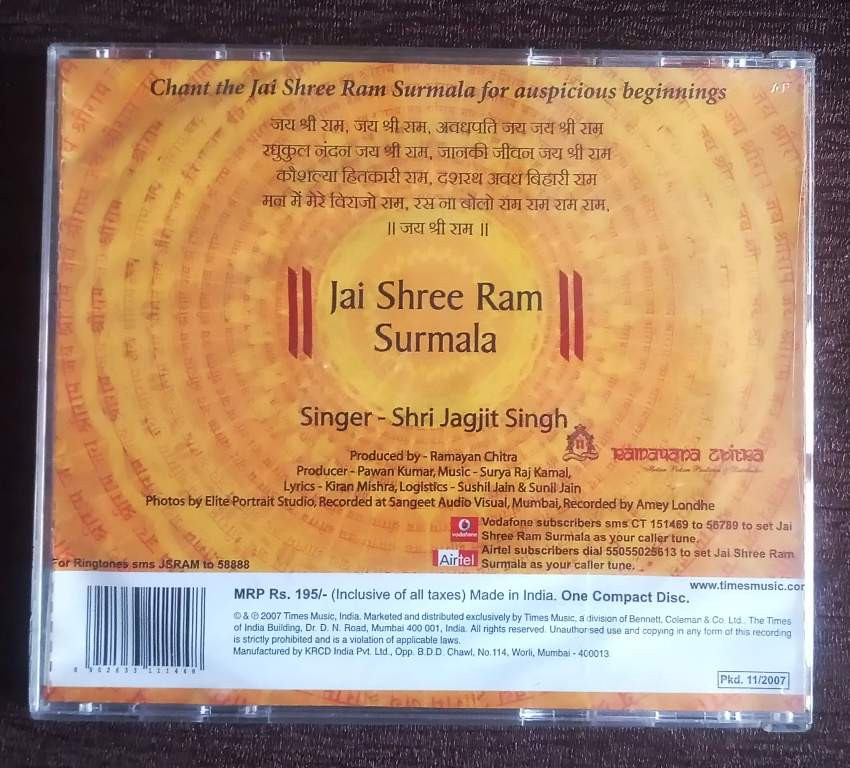 Chant the Jai Shree Ram Surmala for auspicious beginnings
जय श्री राम, जय श्री राम, अवधपति जय जय श्री राम
रघुकुल नंदन जय श्री राम, जानकी जीवन जय श्री राम
कौशल्या हितकारी राम, दशरथ अवध बिहारी राम
मन में मेरे विराजो राम, रस ना बोलो राम राम राम राम,
॥ जय श्री राम ॥
Jai Shree Ram
Surmala
Singer - Shri Jagjit Singh
RAMAYANA CHITRA
Produced by - Ramayan Chitra
Producer - Pawan Kumar, Music - Surya Raj Kamal,
Lyrics - Kiran Mishra, Logistics - Sushil Jain & Sunil Jain
Photos by Elite Portrait Studio, Recorded at Sangeet Audio Visual, Mumbai, Recorded by Amey Londhe
vodafone
Vodafone subscribers sms CT 151469 to 56789 to set Jai
Shree Ram Surmala as your caller tune.
Airtel
Airtel subscribers dial 55055025613 to set Jai Shree Ram
Surmala as your caller tune.
For Ringtones sms JSRAM to 58888
www.timesmusic.cor
MRP Rs. 195/- (Inclusive of all taxes) Made in India. One Compact Disc.
© & ℗ 2007 Times Music, India. Marketed and distributed exclusively by Times Music, a division of Bennett, Coleman & Co. Ltd., The Times
of India Building, Dr. D. N. Road, Mumbai 400 001, India. All rights reserved. Unauthorised use and copying in any form of this recording
is strictly prohibited and is a violation of applicable laws.
Manufactured by KRCD India Pvt. Ltd., Opp. B.D.D. Chawl, No.114, Worli, Mumbai - 400013.
Pkd. 11/2007